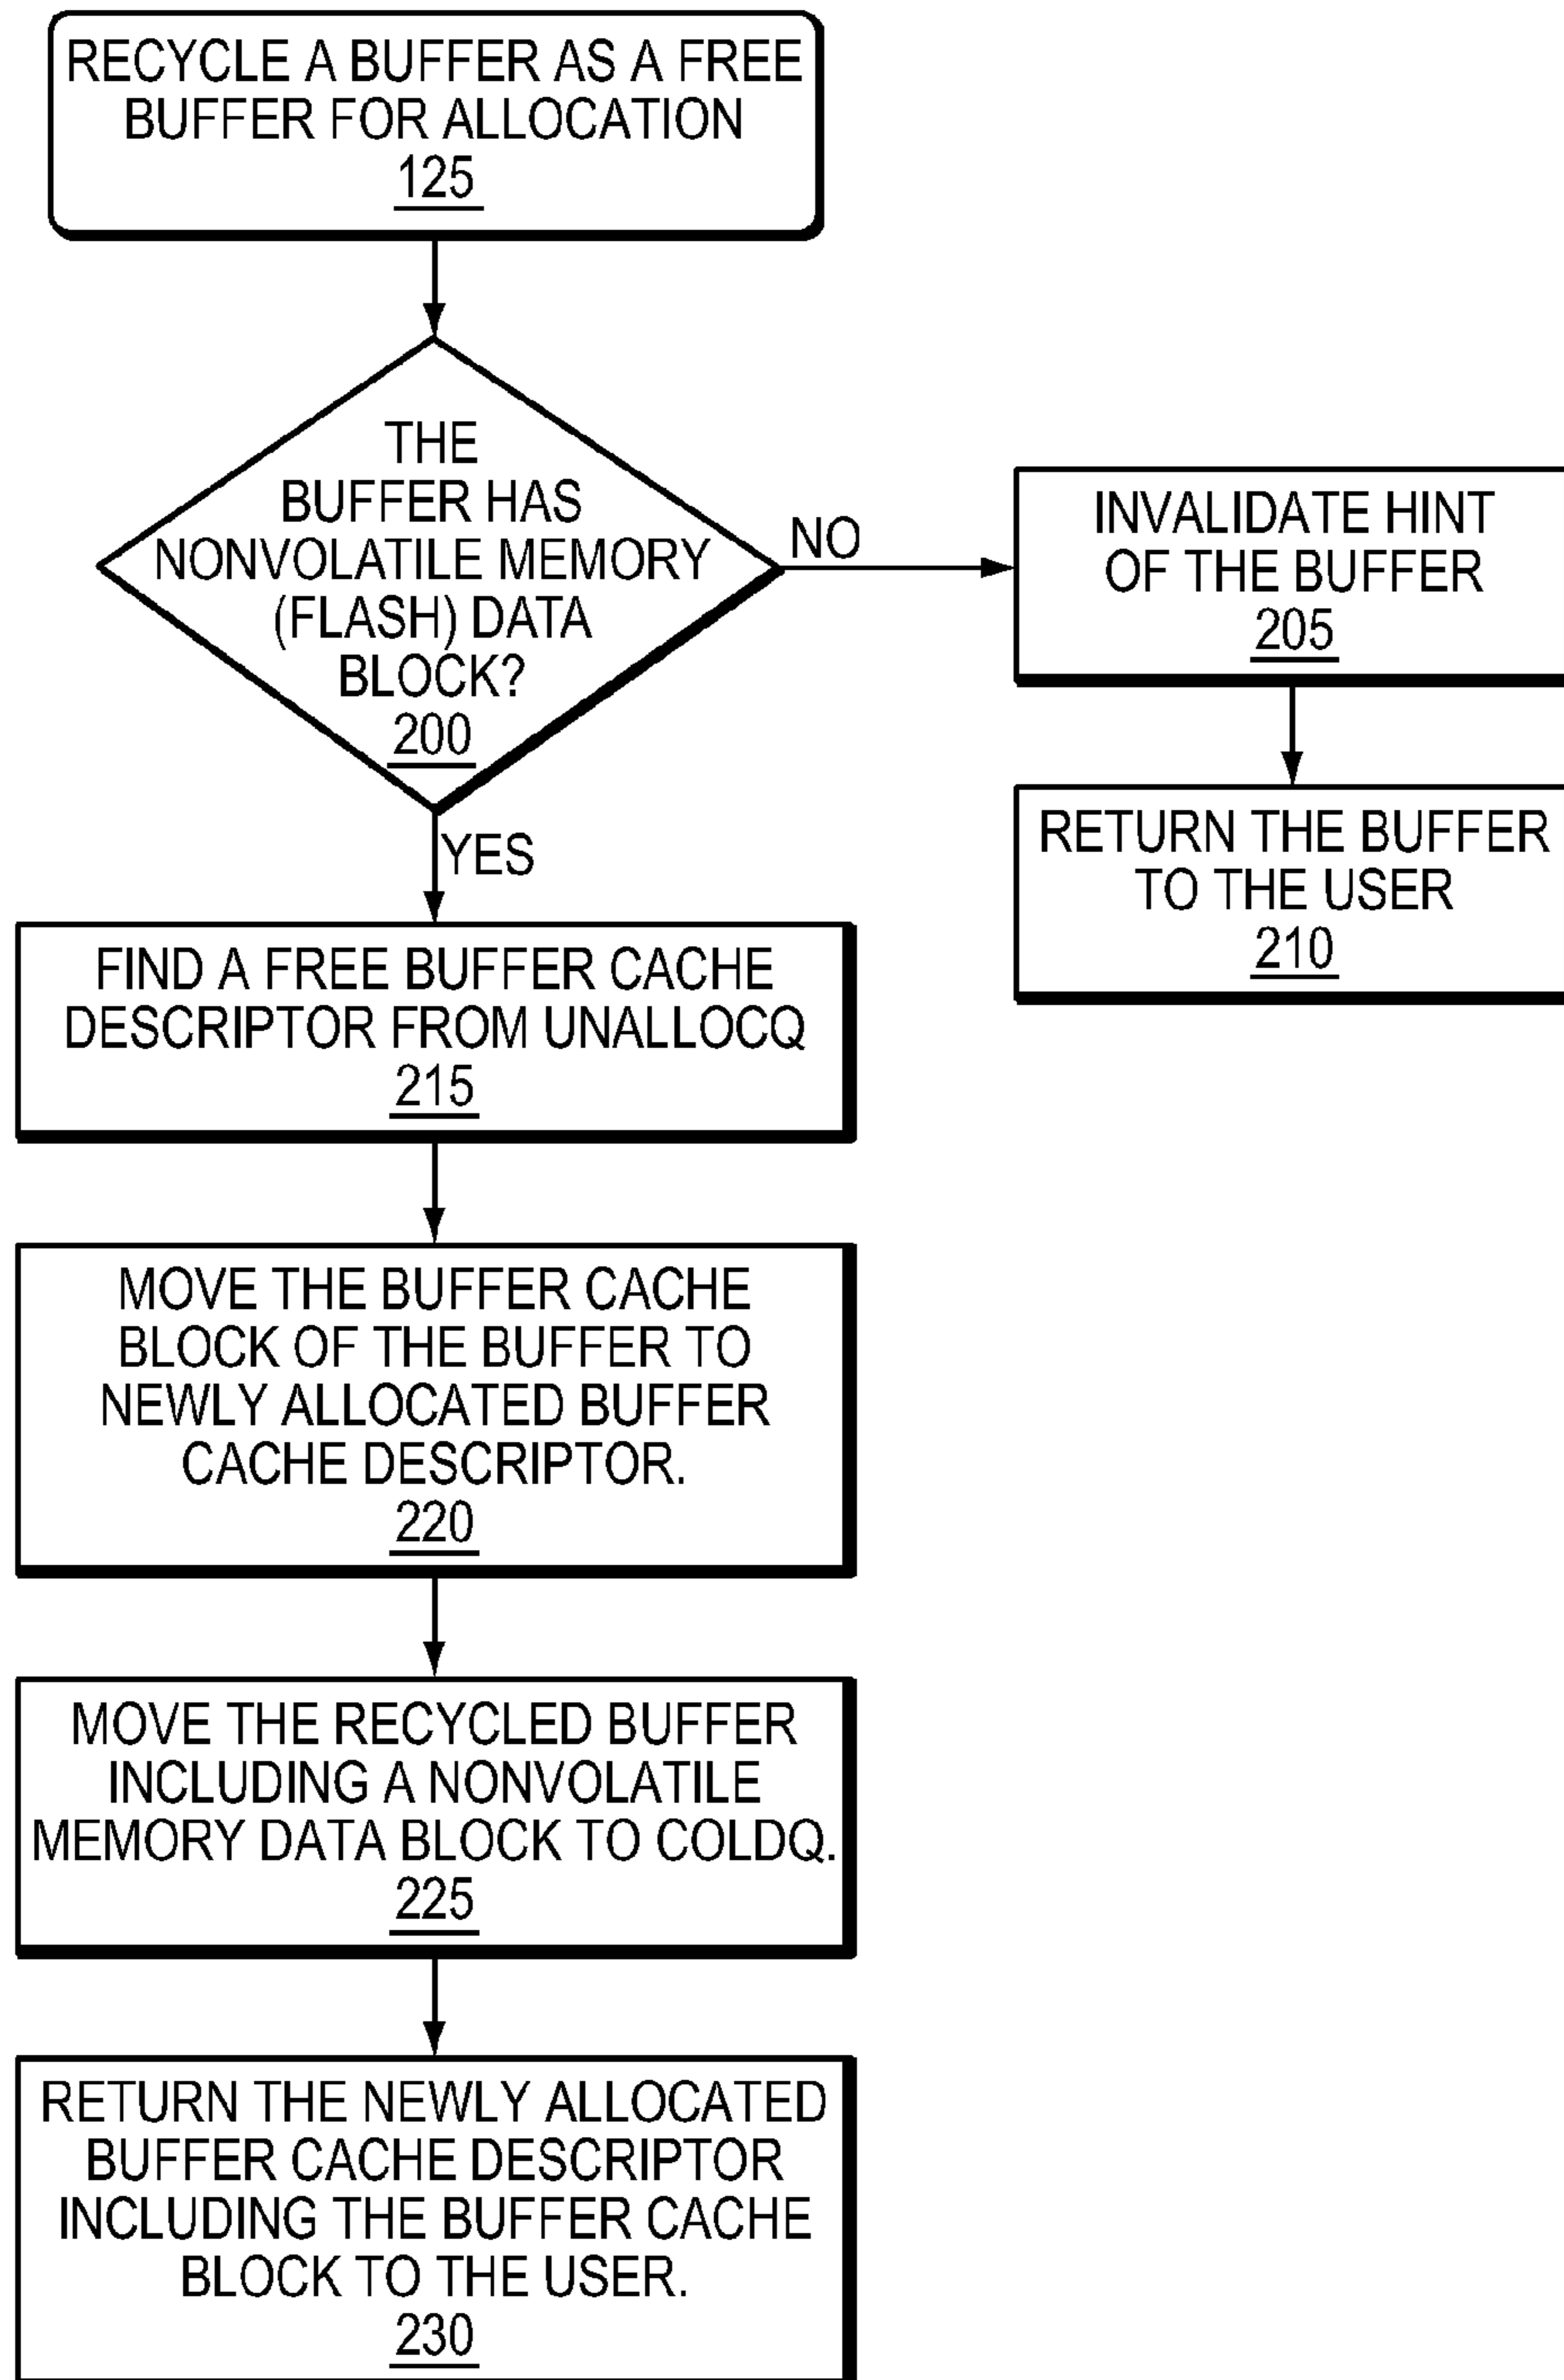 RECYCLE A BUFFER AS A FREE
BUFFER FOR ALLOCATION
125
THE
BUFFER HAS
NONVOLATILE MEMORY
(FLASH) DATA
BLOCK?
200
NO
INVALIDATE HINT
OF THE BUFFER
205
RETURN THE BUFFER
TO THE USER
210
YES
FIND A FREE BUFFER CACHE
DESCRIPTOR FROM UNALLOCQ
215
MOVE THE BUFFER CACHE
BLOCK OF THE BUFFER TO
NEWLY ALLOCATED BUFFER
CACHE DESCRIPTOR.
220
MOVE THE RECYCLED BUFFER
INCLUDING A NONVOLATILE
MEMORY DATA BLOCK TO COLDQ.
225
RETURN THE NEWLY ALLOCATED
BUFFER CACHE DESCRIPTOR
INCLUDING THE BUFFER CACHE
BLOCK TO THE USER.
230